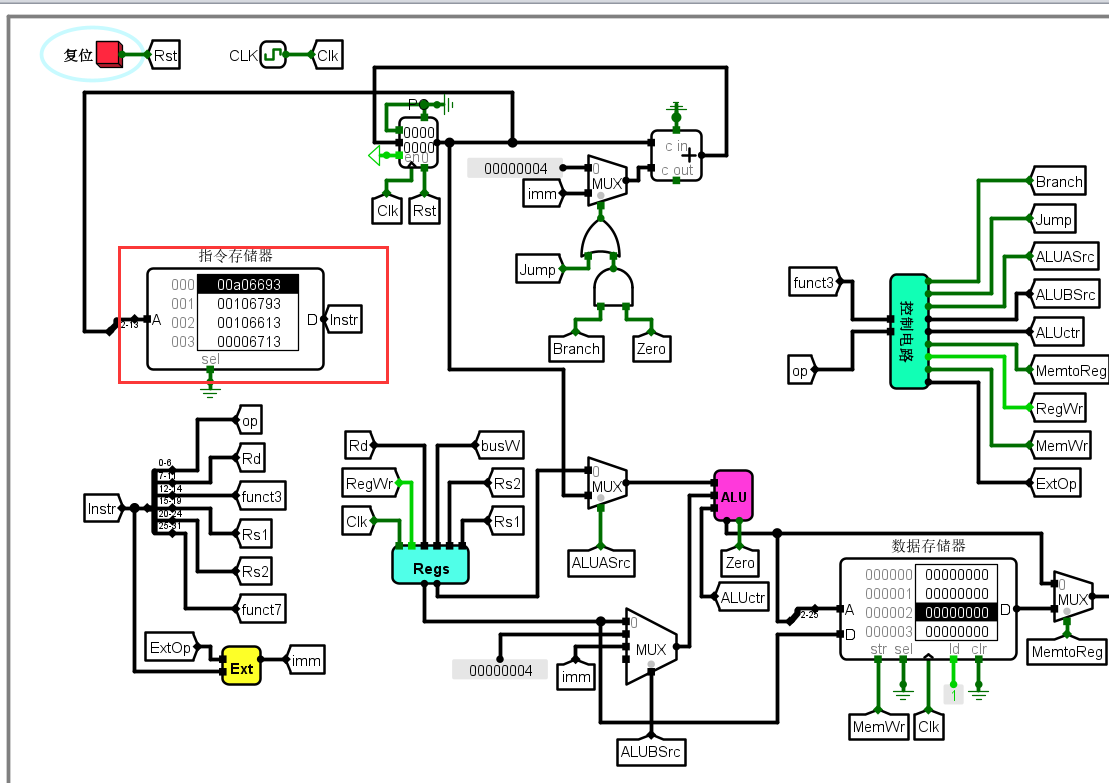 复位
Rst
CLK
Clk
0000
0000
c in
c out
00000004
0
MUX
imm
Clk
Rst
Jump
Branch
Zero
指令存储器
000 00a06693
001 00106793
002 00106613
003 00006713
A
D
Instr
sel
funct3
op
控制电路
Branch
Jump
ALUASrc
ALUBSrc
ALUctr
MemtoReg
RegWr
MemWr
ExtOp
Instr
0-6
12-14
15-19
20-24
25-31
op
Rd
funct3
Rs1
Rs2
funct7
ExtOp
Ext
imm
Rd
busW
RegWr
Rs2
Clk
Rs1
Regs
0
MUX
ALUASrc
ALU
Zero
ALUctr
0
MUX
00000004
imm
ALUBSrc
数据存储器
000000 00000000
000001 00000000
000002 00000000
000003 00000000
A
D
D
2-25
str
sel
ld
clr
1
MemWr
Clk
0
MUX
MemtoReg